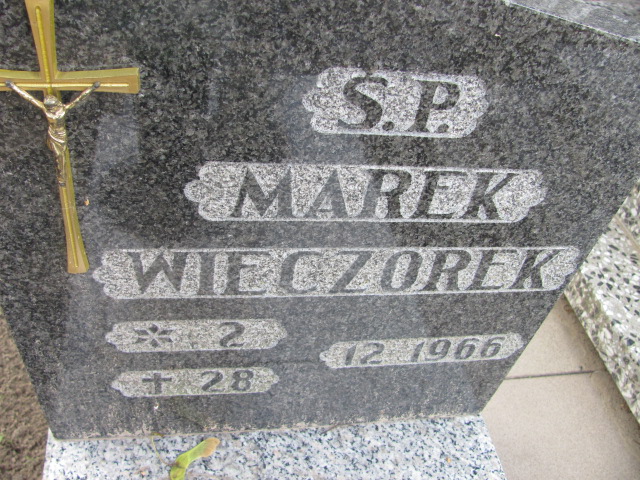 Ś.P.
MAREK
WIECZOREK
* 2
✝ 28
12 1966